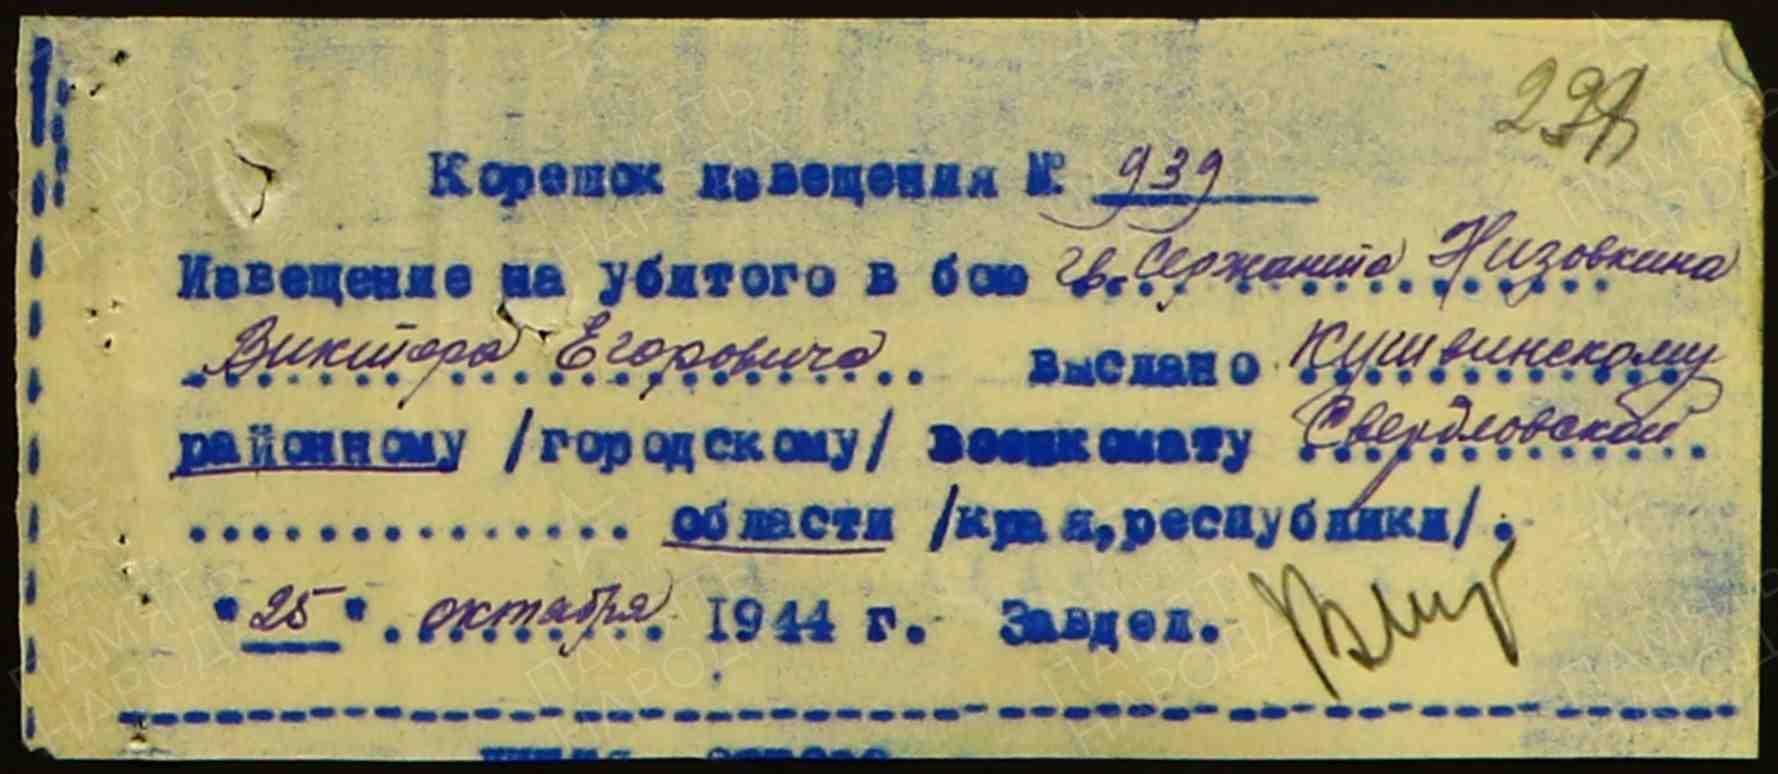 Корешок извещения № 939
Извещение на убитого в бою гв. сержанта Низовкина
Виктора Егоровича выслано Кушвинскому
районному /городскому/ военкомату Свердловской
области /края, республики/.
"25" октября 1944 г. Завдел.